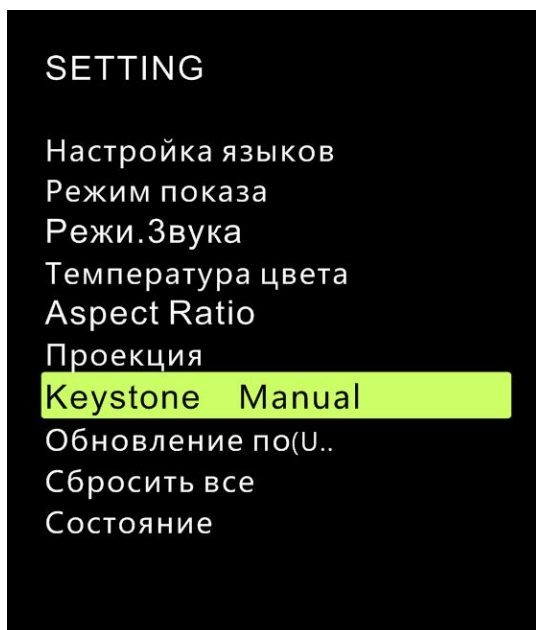 SETTING
Настройка языков
Режим показа
Режи.Звука
Температура цвета
Aspect Ratio
Проекция
Keystone Manual
Обновление по(U..
Сбросить все
Состояние